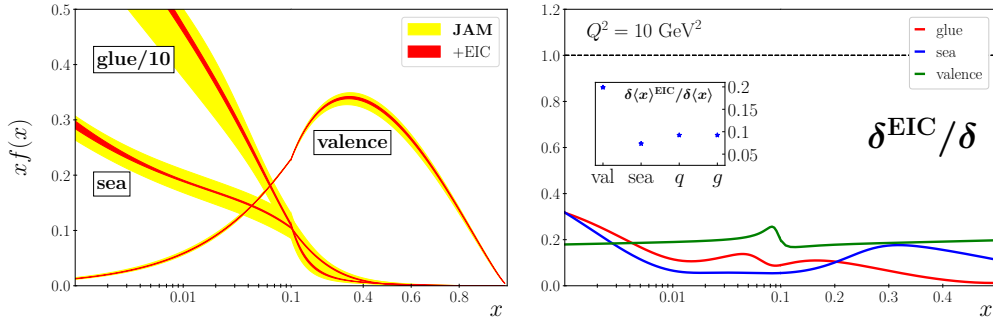 xf(x)
0.5
0.4
0.3
0.2
0.1
0.0
glue/10
sea
valence
JAM
+EIC
0.01
0.1
0.4
0.6
0.8
x
1.2
1.0
0.8
0.6
0.4
0.2
0.0
Q² = 10 GeV²
glue
sea
valence
δ⟨x⟩ᴱᴵᶜ/δ⟨x⟩
0.2
0.1
0.05
val
sea
q
g
δᴱᴵᶜ/δ
0.01
0.1
0.2
0.3
0.4
x